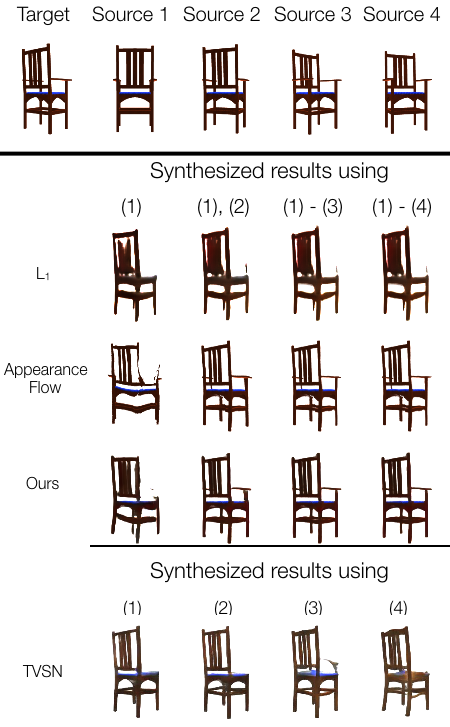 Target Source 1 Source 2 Source 3 Source 4
Synthesized results using
(1) (1), (2) (1) - (3) (1) - (4)
L₁
Appearance
Flow
Ours
Synthesized results using
(1) (2) (3) (4)
TVSN